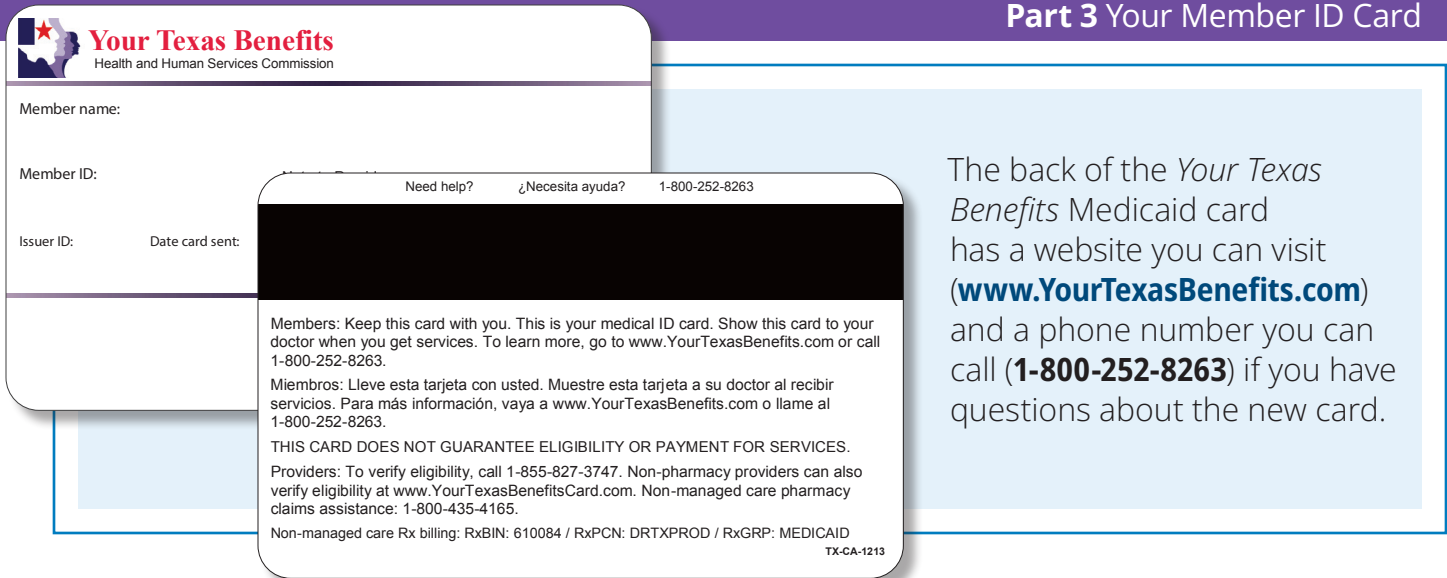 Part 3 Your Member ID Card
Your Texas Benefits
Health and Human Services Commission
Member name:
Member ID:
Issuer ID: Date card sent:
Need help? ¿Necesita ayuda? 1-800-252-8263
Members: Keep this card with you. This is your medical ID card. Show this card to your
doctor when you get services. To learn more, go to www.YourTexasBenefits.com or call
1-800-252-8263.
Miembros: Lleve esta tarjeta con usted. Muestre esta tarjeta a su doctor al recibir
servicios. Para más información, vaya a www.YourTexasBenefits.com o llame al
1-800-252-8263.
THIS CARD DOES NOT GUARANTEE ELIGIBILITY OR PAYMENT FOR SERVICES.
Providers: To verify eligibility, call 1-855-827-3747. Non-pharmacy providers can also
verify eligibility at www.YourTexasBenefitsCard.com. Non-managed care pharmacy
claims assistance: 1-800-435-4165.
Non-managed care Rx billing: RxBIN: 610084 / RxPCN: DRTXPROD / RxGRP: MEDICAID
TX-CA-1213
The back of the Your Texas
Benefits Medicaid card
has a website you can visit
(www.YourTexasBenefits.com)
and a phone number you can
call (1-800-252-8263) if you have
questions about the new card.